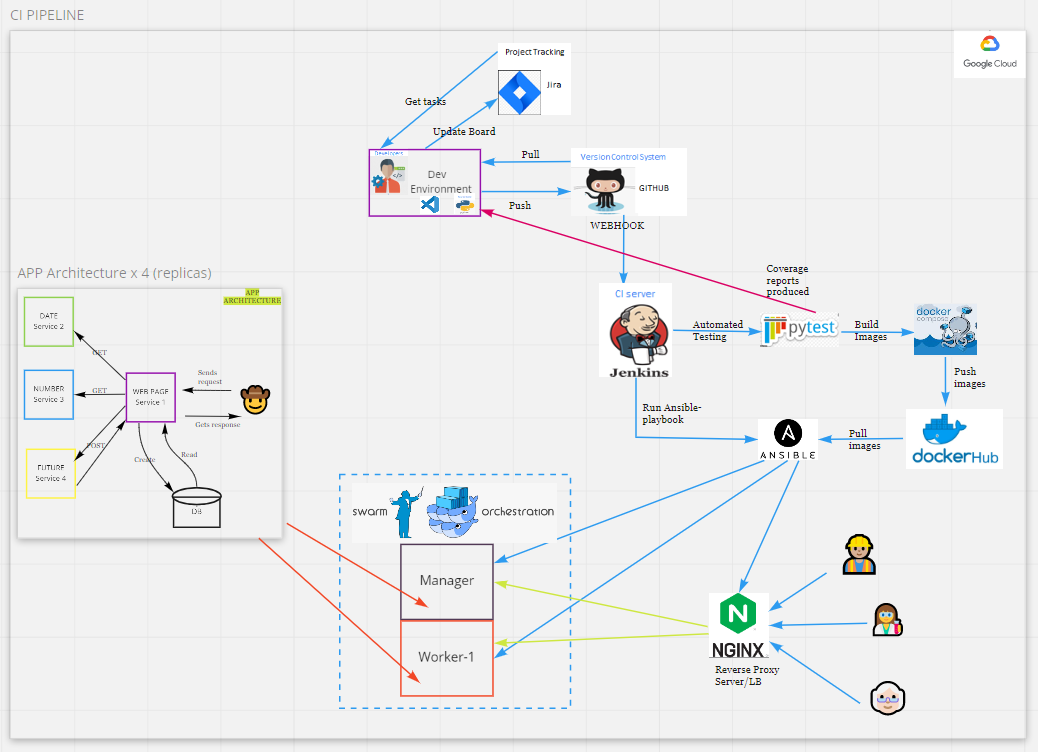 CI PIPELINE
Google Cloud
Project Tracking
Jira
Get tasks
Update Board
Developers
</>
Dev
Environment
Pull
Push
Version Control System
GITHUB
WEBHOOK
APP Architecture x 4 (replicas)
APP
ARCHITECTURE
DATE
Service 2
GET
NUMBER
Service 3
GET
WEB PAGE
Service 1
Sends
request
Gets response
POST
FUTURE
Service 4
Create
Read
DB
CI server
Jenkins
Automated
Testing
Coverage
reports
produced
pytest
Build
Images
docker
compose
Push
images
Run Ansible-
playbook
ANSIBLE
Pull
images
dockerHub
swarm
orchestration
Manager
Worker-1
N
NGINX
Reverse Proxy
Server/LB